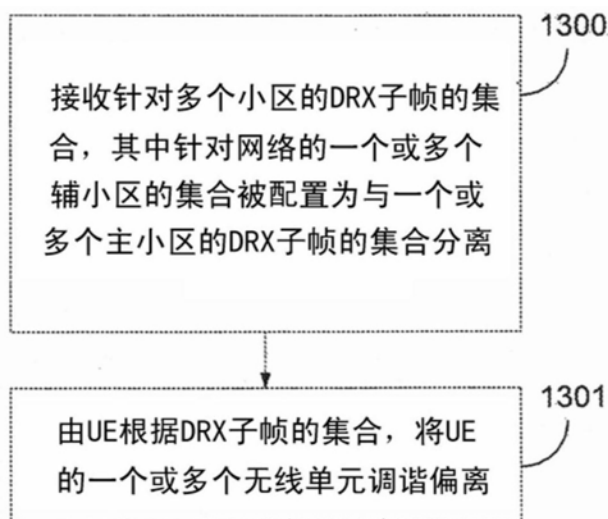 1300
接收针对多个小区的DRX子帧的集
合，其中针对网络的一个或多个
辅小区的集合被配置为与一个或
多个主小区的DRX子帧的集合分离
1301
由UE根据DRX子帧的集合，将UE
的一个或多个无线单元调谐偏离